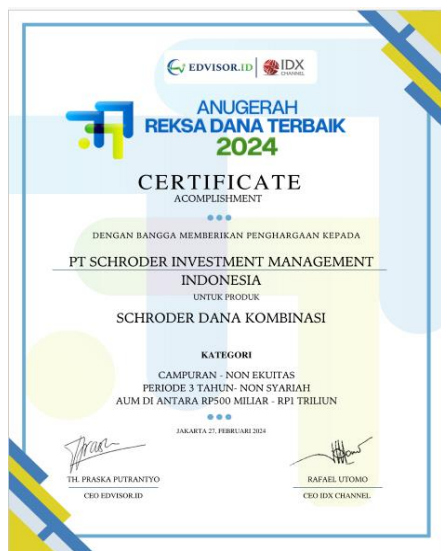 EDVISOR.ID IDX
CHANNEL
ANUGERAH
REKSA DANA TERBAIK
2024
CERTIFICATE
ACOMPLISHMENT
DENGAN BANGGA MEMBERIKAN PENGHARGAAN KEPADA
PT SCHRODER INVESTMENT MANAGEMENT
INDONESIA
UNTUK PRODUK
SCHRODER DANA KOMBINASI
KATEGORI
CAMPURAN - NON EKUITAS
PERIODE 3 TAHUN- NON SYARIAH
AUM DI ANTARA RP500 MILIAR - RP1 TRILIUN
JAKARTA 27, FEBRUARI 2024
TH. PRASKA PUTRANTYO RAFAEL UTOMO
CEO EDVISOR.ID CEO IDX CHANNEL